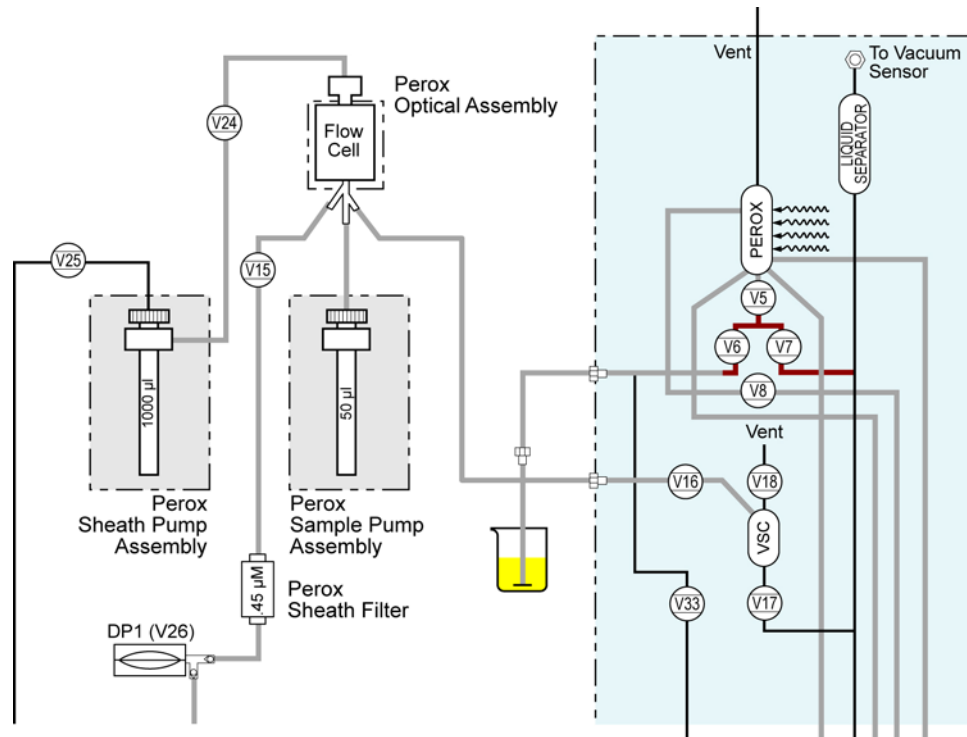 Perox
Optical Assembly
Vent
To Vacuum
Sensor
V24
Flow
Cell
LIQUID
SEPARATOR
PEROX
V25
V15
V5
V6
V7
V8
1000 µl
50 µl
Vent
V16
V18
VSC
Perox
Sheath Pump
Assembly
Perox
Sample Pump
Assembly
.45 µM
Perox
Sheath Filter
V33
V17
DP1 (V26)